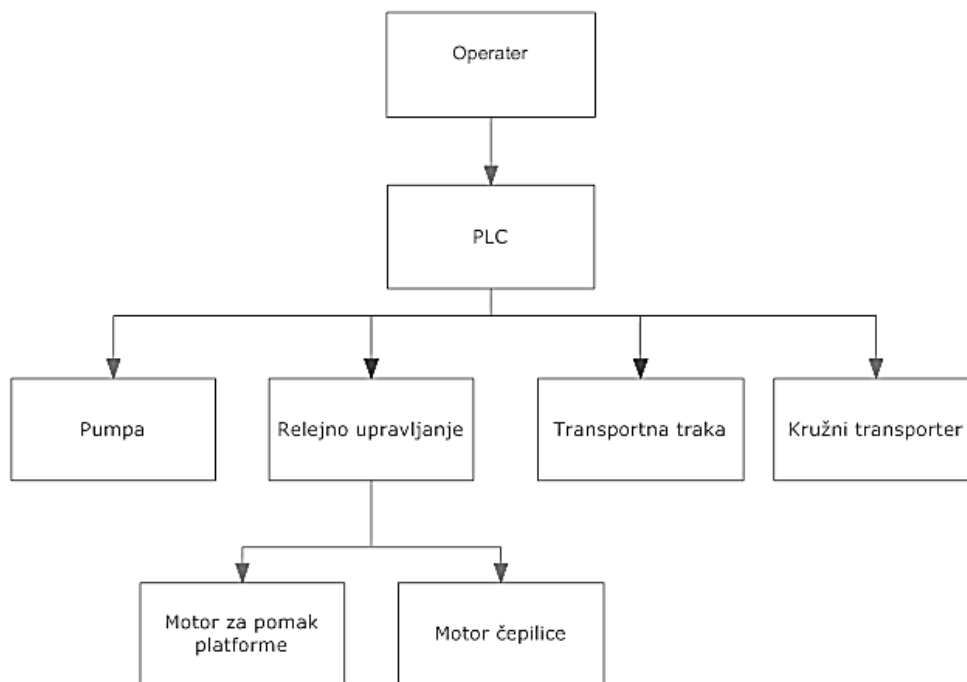 Operater
PLC
Pumpa
Relejno upravljanje
Transportna traka
Kružni transporter
Motor za pomak
platforme
Motor čepilice